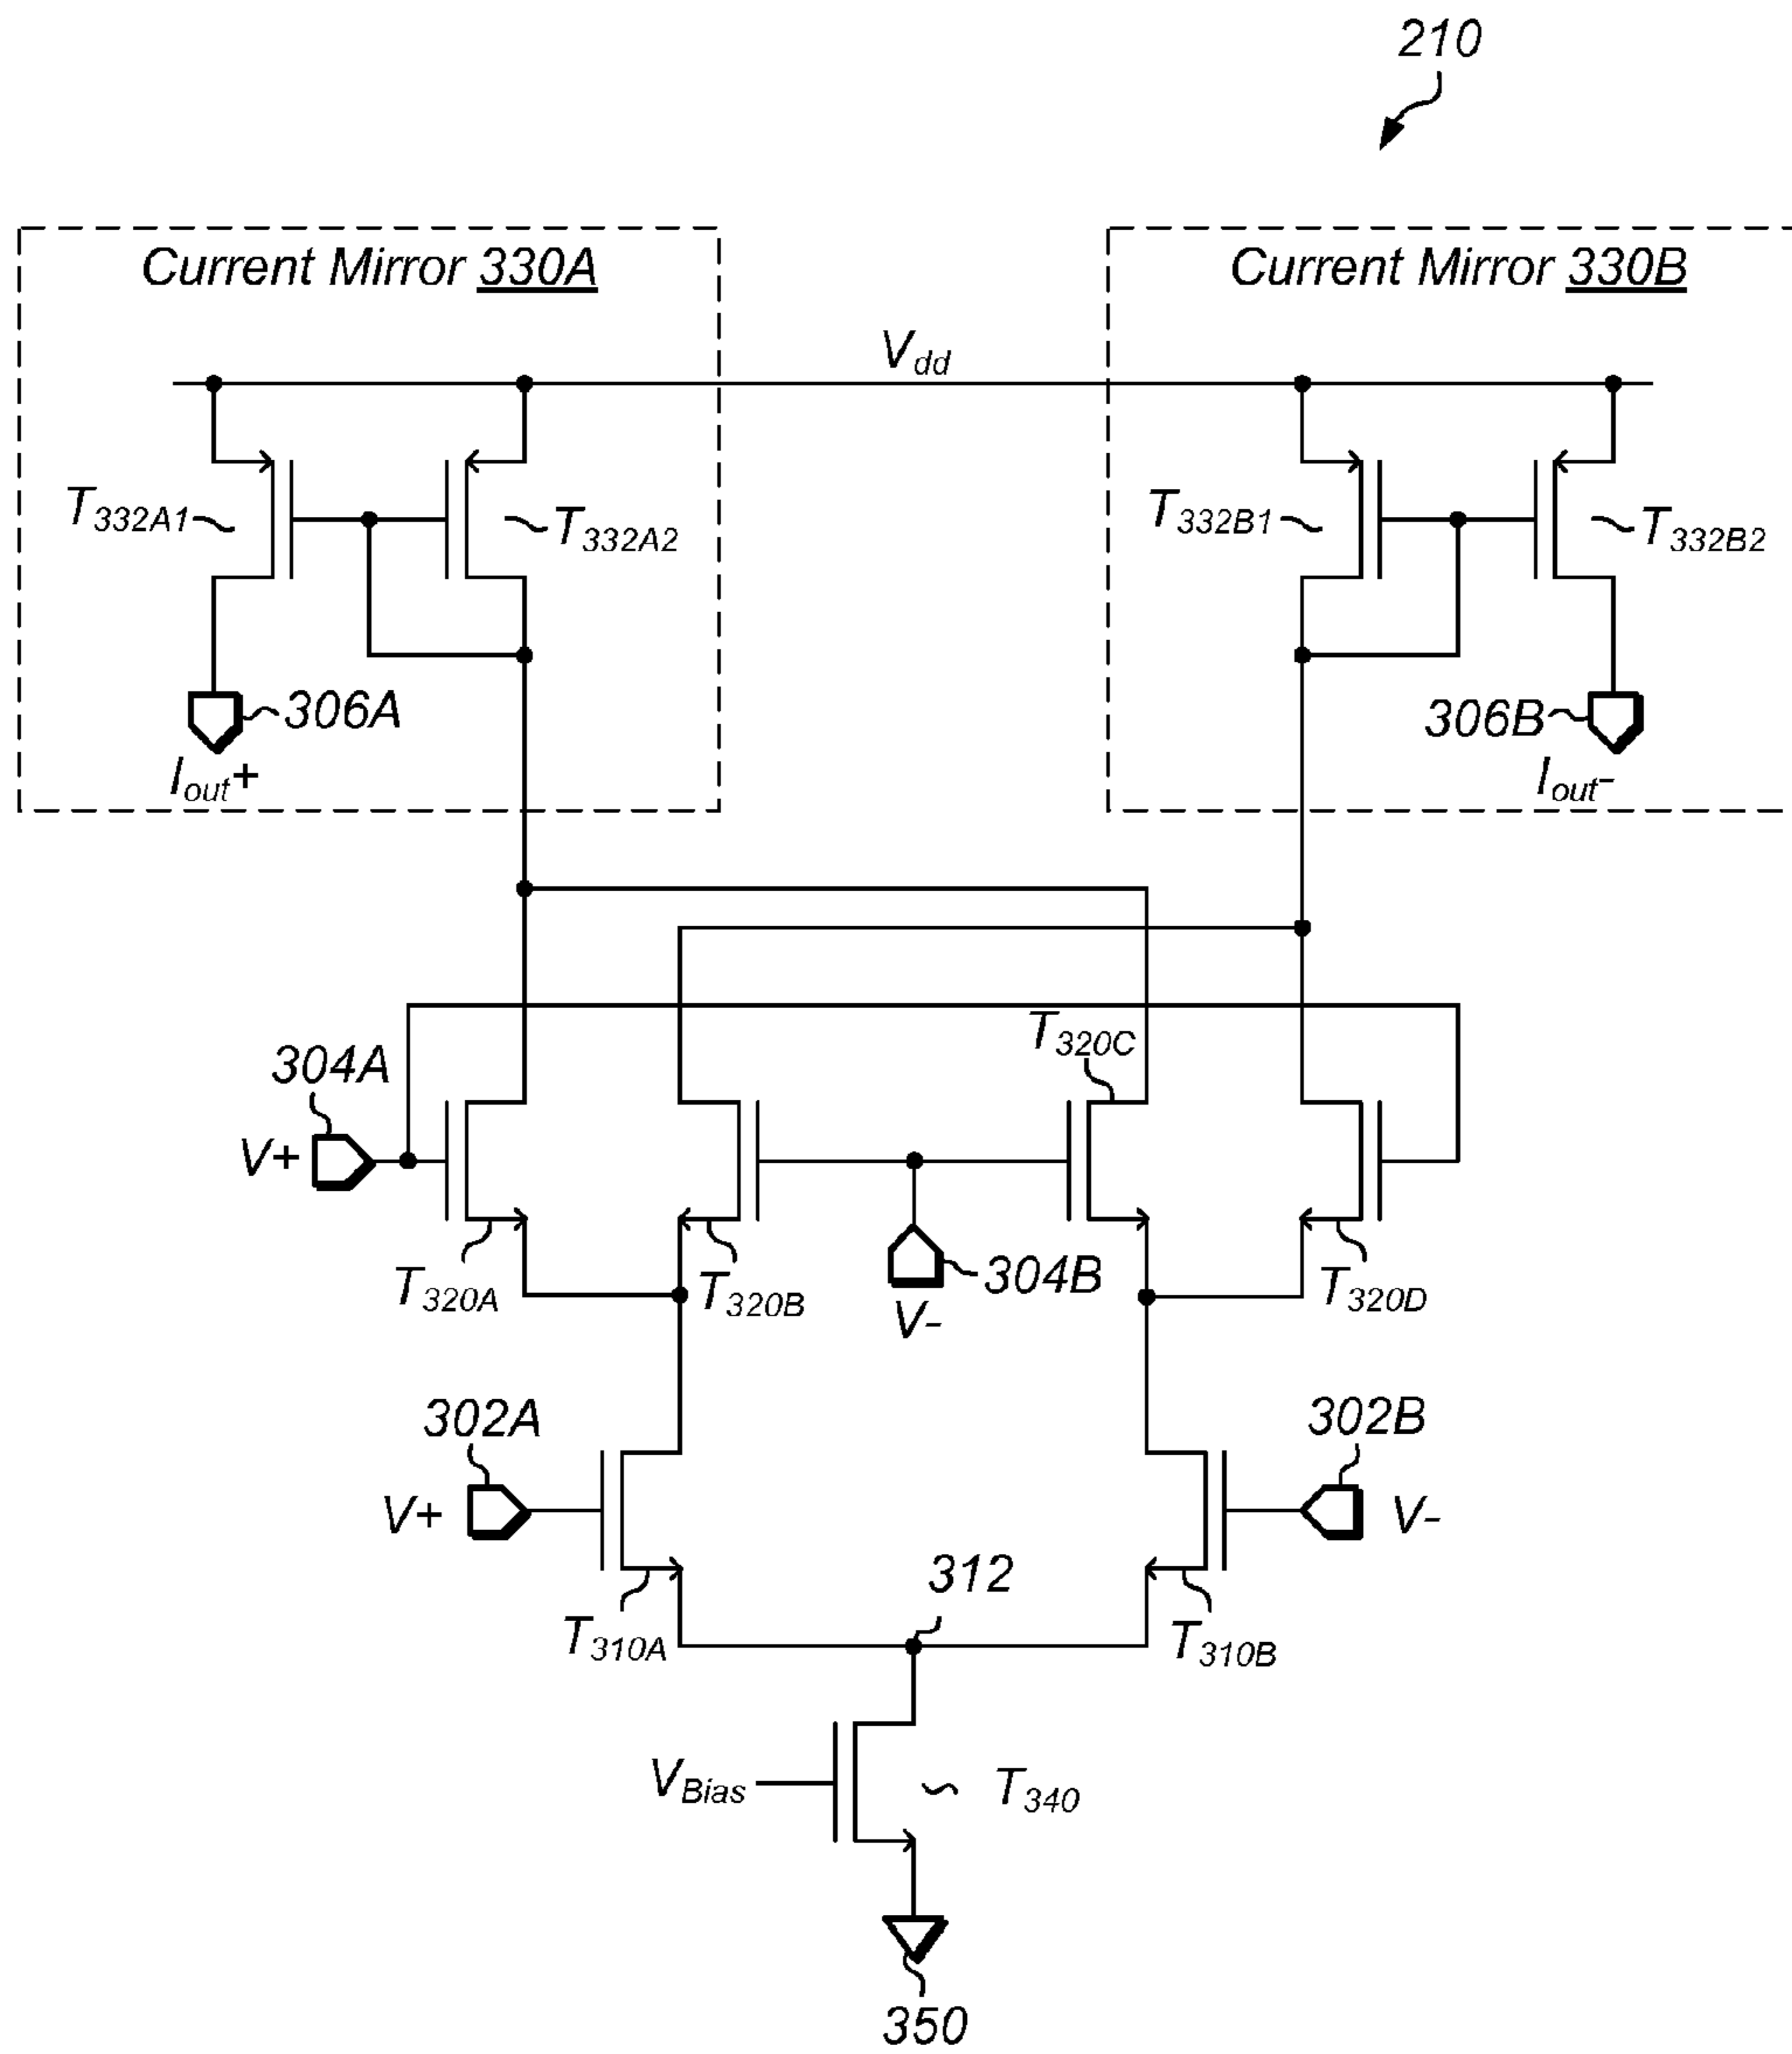 210
Current Mirror 330A
Current Mirror 330B
Vdd
T332A1
T332A2
T332B1
T332B2
306A
Iout+
306B
Iout-
T320C
304A
V+
T320A
T320B
304B
V-
T320D
302A
V+
302B
V-
312
T310A
T310B
VBias
T340
350